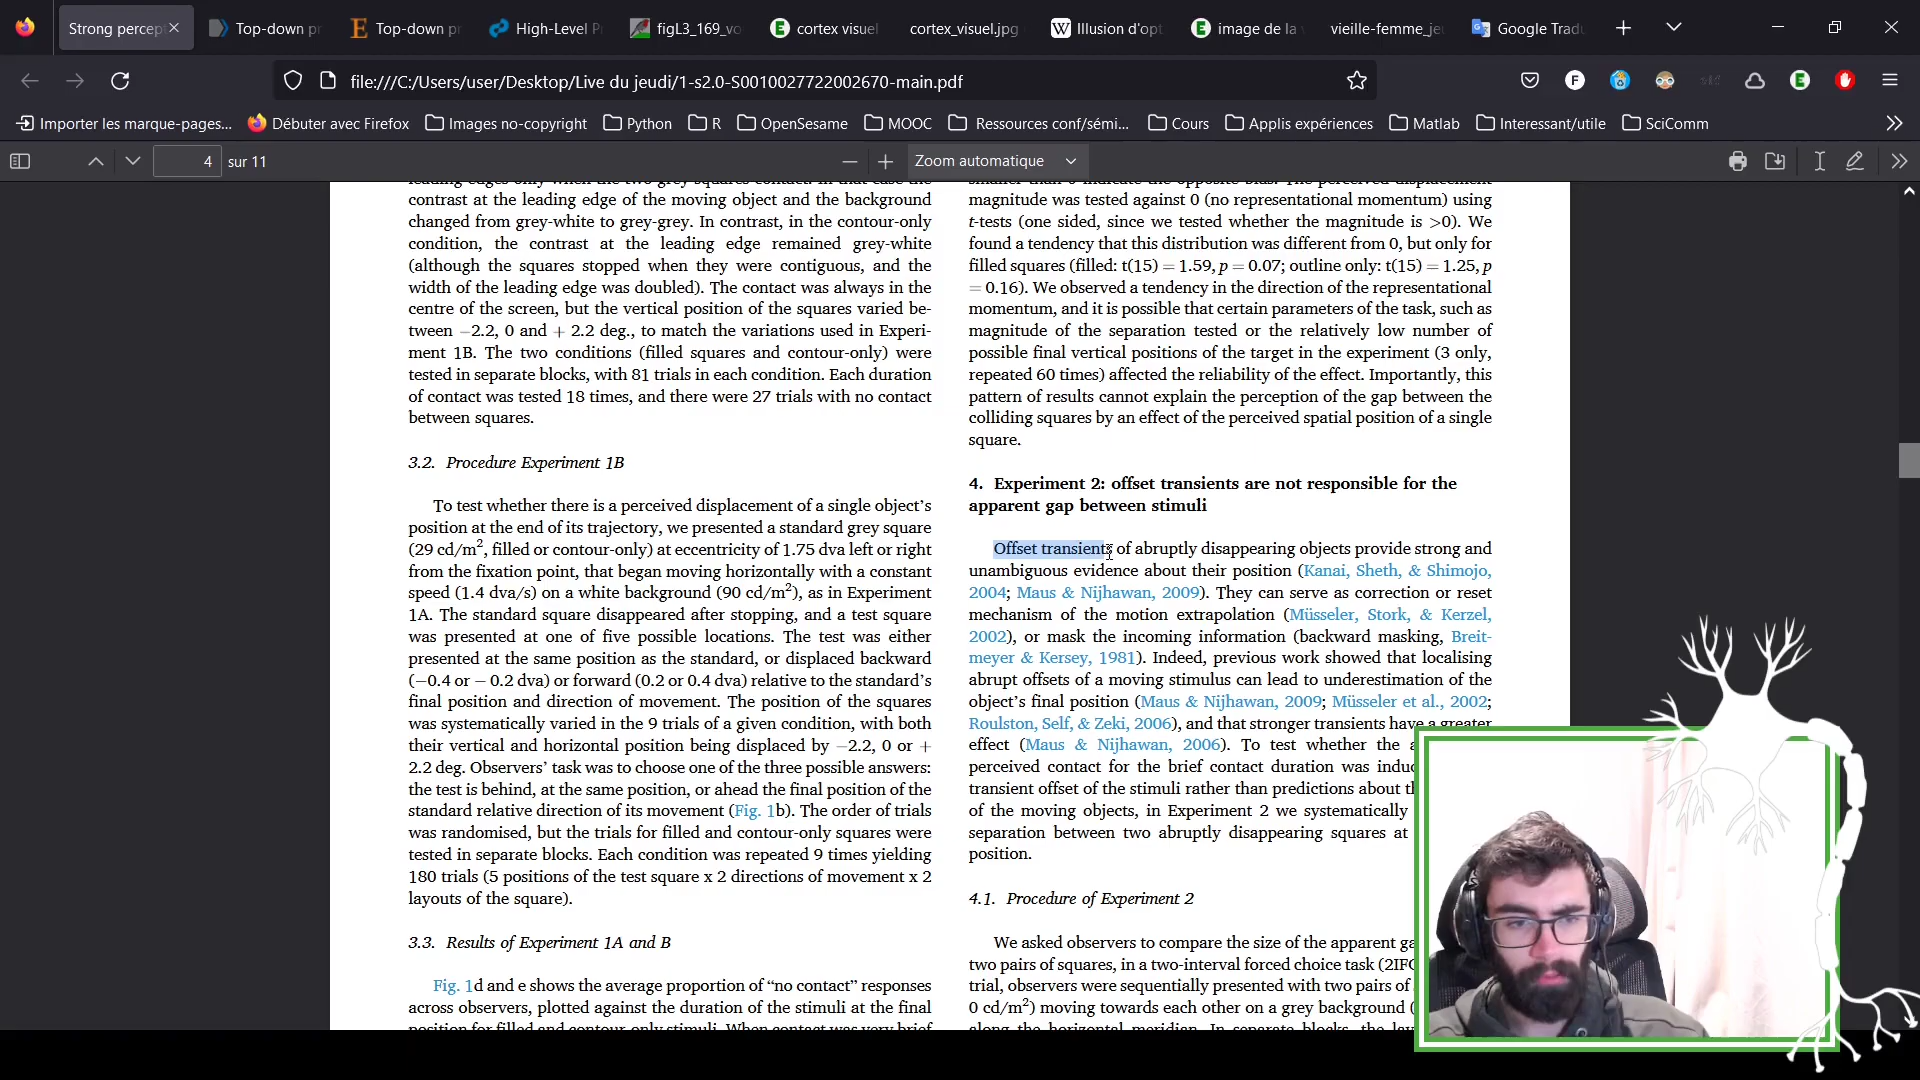 Strong percep
Top-down pr
Top-down pr
High-Level P
figL3_169_vo
cortex visuel
cortex_visuel.jpg
Illusion d'opt
image de la v
vieille-femme_je
Google Tradu
file:///C:/Users/user/Desktop/Live du jeudi/1-s2.0-S0010027722002670-main.pdf
Importer les marque-pages...
Débuter avec Firefox
Images no-copyright
Python
R
OpenSesame
MOOC
Ressources conf/sémi...
Cours
Applis expériences
Matlab
Interessant/utile
SciComm
4 sur 11
Zoom automatique
contrast at the leading edge of the moving object and the background
changed from grey-white to grey-grey. In contrast, in the contour-only
condition, the contrast at the leading edge remained grey-white
(although the squares stopped when they were contiguous, and the
width of the leading edge was doubled). The contact was always in the
centre of the screen, but the vertical position of the squares varied be-
tween −2.2, 0 and + 2.2 deg., to match the variations used in Experi-
ment 1B. The two conditions (filled squares and contour-only) were
tested in separate blocks, with 81 trials in each condition. Each duration
of contact was tested 18 times, and there were 27 trials with no contact
between squares.
3.2. Procedure Experiment 1B
To test whether there is a perceived displacement of a single object's
position at the end of its trajectory, we presented a standard grey square
(29 cd/m², filled or contour-only) at eccentricity of 1.75 dva left or right
from the fixation point, that began moving horizontally with a constant
speed (1.4 dva/s) on a white background (90 cd/m²), as in Experiment
1A. The standard square disappeared after stopping, and a test square
was presented at one of five possible locations. The test was either
presented at the same position as the standard, or displaced backward
(−0.4 or − 0.2 dva) or forward (0.2 or 0.4 dva) relative to the standard's
final position and direction of movement. The position of the squares
was systematically varied in the 9 trials of a given condition, with both
their vertical and horizontal position being displaced by −2.2, 0 or +
2.2 deg. Observers' task was to choose one of the three possible answers:
the test is behind, at the same position, or ahead the final position of the
standard relative direction of its movement (Fig. 1b). The order of trials
was randomised, but the trials for filled and contour-only squares were
tested in separate blocks. Each condition was repeated 9 times yielding
180 trials (5 positions of the test square x 2 directions of movement x 2
layouts of the square).
3.3. Results of Experiment 1A and B
Fig. 1d and e shows the average proportion of “no contact” responses
across observers, plotted against the duration of the stimuli at the final
position for filled and contour-only stimuli. When contact was very brief
magnitude was tested against 0 (no representational momentum) using
t-tests (one sided, since we tested whether the magnitude is >0). We
found a tendency that this distribution was different from 0, but only for
filled squares (filled: t(15) = 1.59, p = 0.07; outline only: t(15) = 1.25, p
= 0.16). We observed a tendency in the direction of the representational
momentum, and it is possible that certain parameters of the task, such as
magnitude of the separation tested or the relatively low number of
possible final vertical positions of the target in the experiment (3 only,
repeated 60 times) affected the reliability of the effect. Importantly, this
pattern of results cannot explain the perception of the gap between the
colliding squares by an effect of the perceived spatial position of a single
square.
4. Experiment 2: offset transients are not responsible for the
apparent gap between stimuli
Offset transients of abruptly disappearing objects provide strong and
unambiguous evidence about their position (Kanai, Sheth, & Shimojo,
2004; Maus & Nijhawan, 2009). They can serve as correction or reset
mechanism of the motion extrapolation (Müsseler, Stork, & Kerzel,
2002), or mask the incoming information (backward masking, Breit-
meyer & Kersey, 1981). Indeed, previous work showed that localising
abrupt offsets of a moving stimulus can lead to underestimation of the
object's final position (Maus & Nijhawan, 2009; Müsseler et al., 2002;
Roulston, Self, & Zeki, 2006), and that stronger transients have a greater
effect (Maus & Nijhawan, 2006). To test whether the a
perceived contact for the brief contact duration was induc
transient offset of the stimuli rather than predictions about th
of the moving objects, in Experiment 2 we systematically
separation between two abruptly disappearing squares at
position.
4.1. Procedure of Experiment 2
We asked observers to compare the size of the apparent ga
two pairs of squares, in a two-interval forced choice task (2IFC
trial, observers were sequentially presented with two pairs of
0 cd/m²) moving towards each other on a grey background (
along the horizontal meridian. In separate blocks, the lay